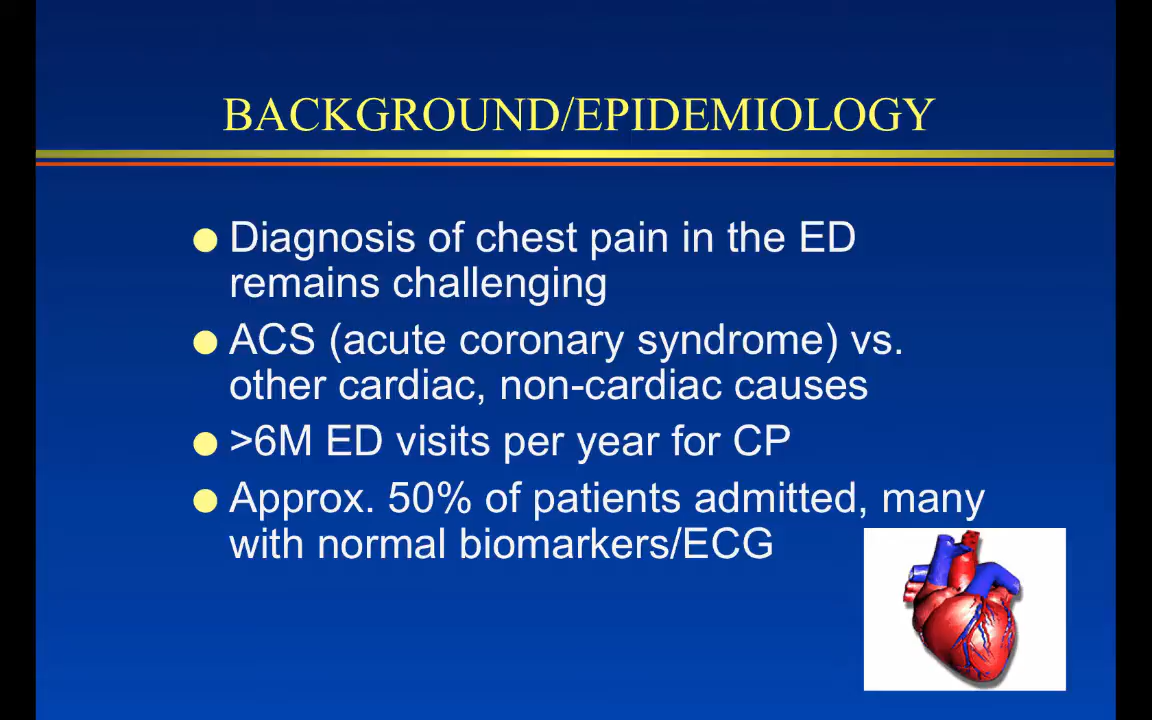 BACKGROUND/EPIDEMIOLOGY
Diagnosis of chest pain in the ED
remains challenging
ACS (acute coronary syndrome) vs.
other cardiac, non-cardiac causes
>6M ED visits per year for CP
Approx. 50% of patients admitted, many
with normal biomarkers/ECG